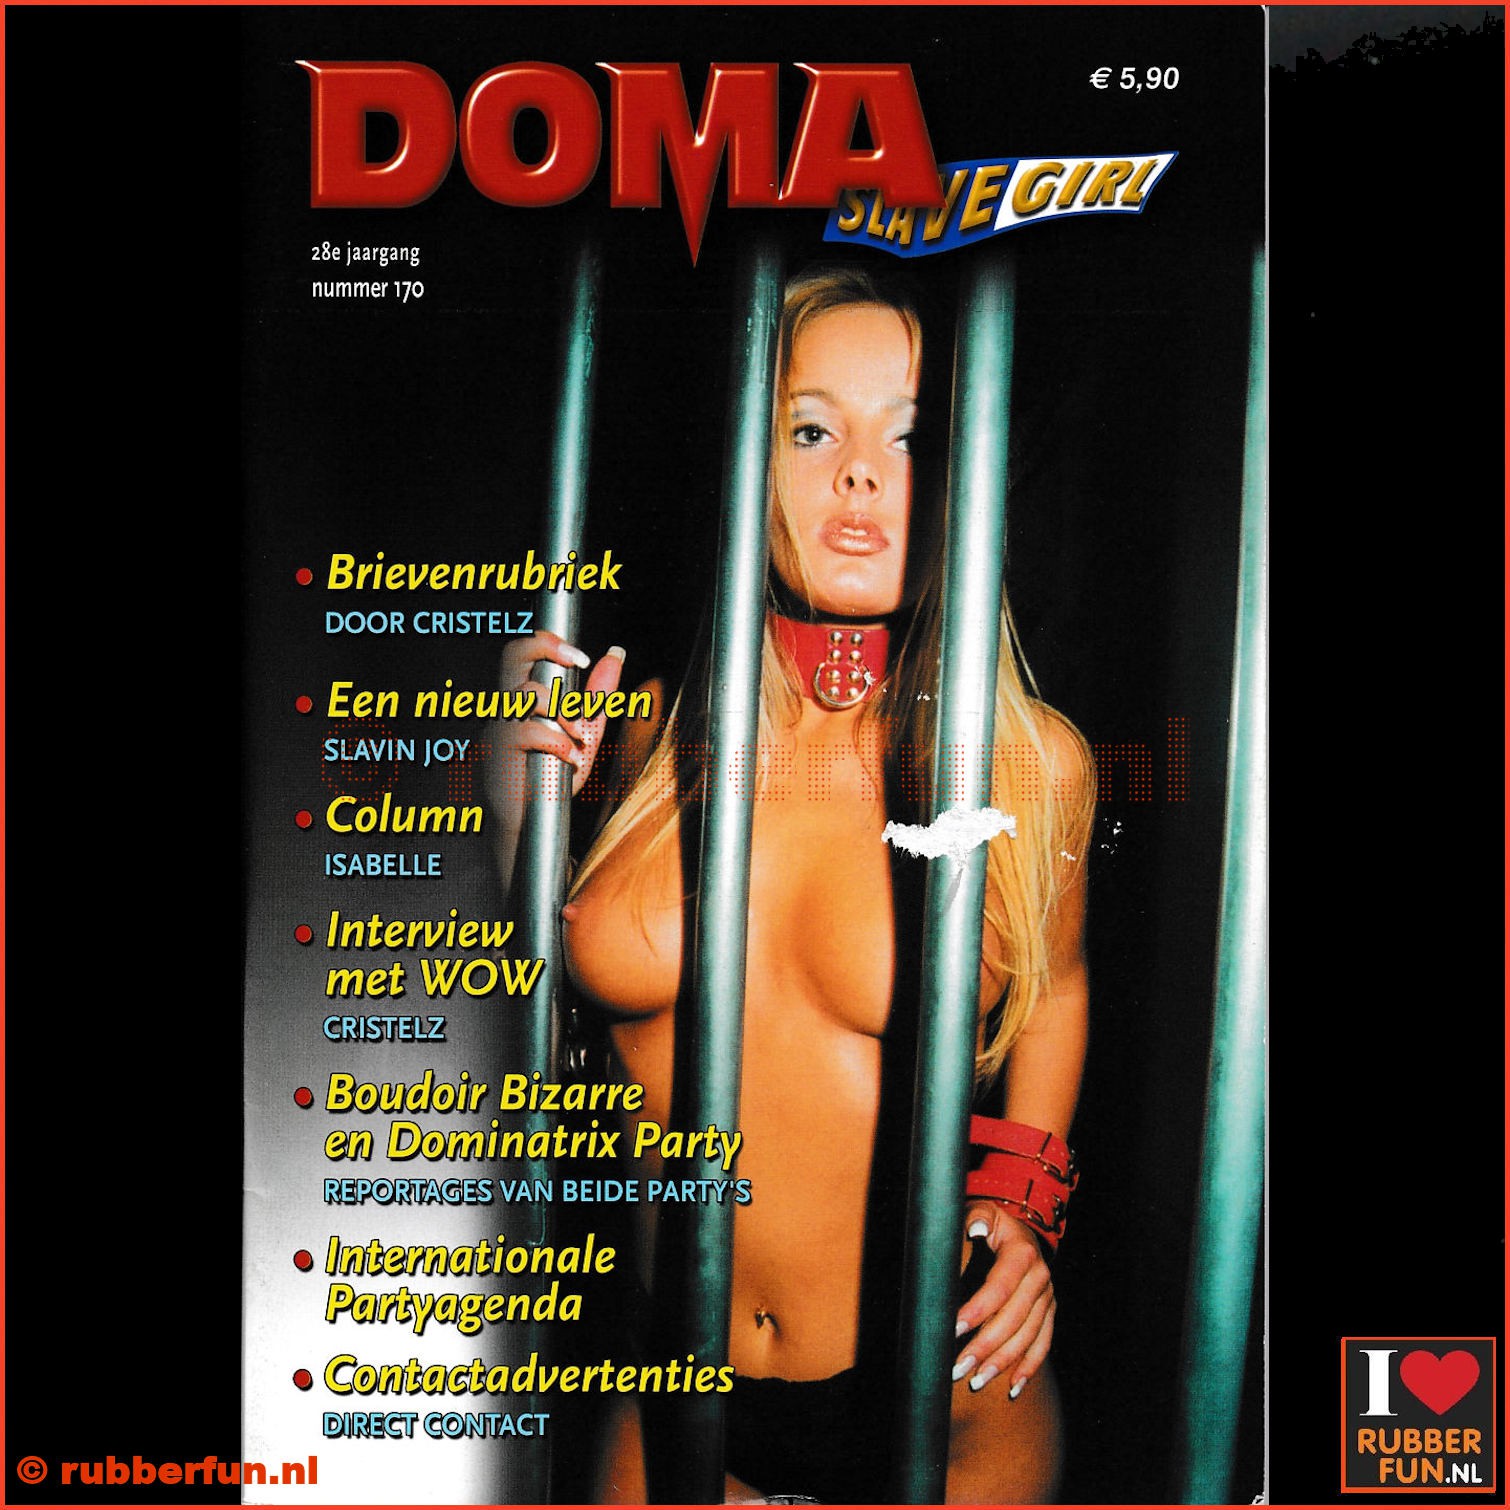 DOMA
€ 5,90
SLAVE GIRL
28e jaargang
nummer 170
• Brievenrubriek
DOOR CRISTELZ
• Een nieuw leven
SLAVIN JOY
• Column
ISABELLE
• Interview
met WOW
CRISTELZ
• Boudoir Bizarre
en Dominatrix Party
REPORTAGES VAN BEIDE PARTY'S
• Internationale
Partyagenda
• Contactadvertenties
DIRECT CONTACT
© rubberfun.nl
© rubberfun.nl
I ♥
RUBBER
FUN.NL